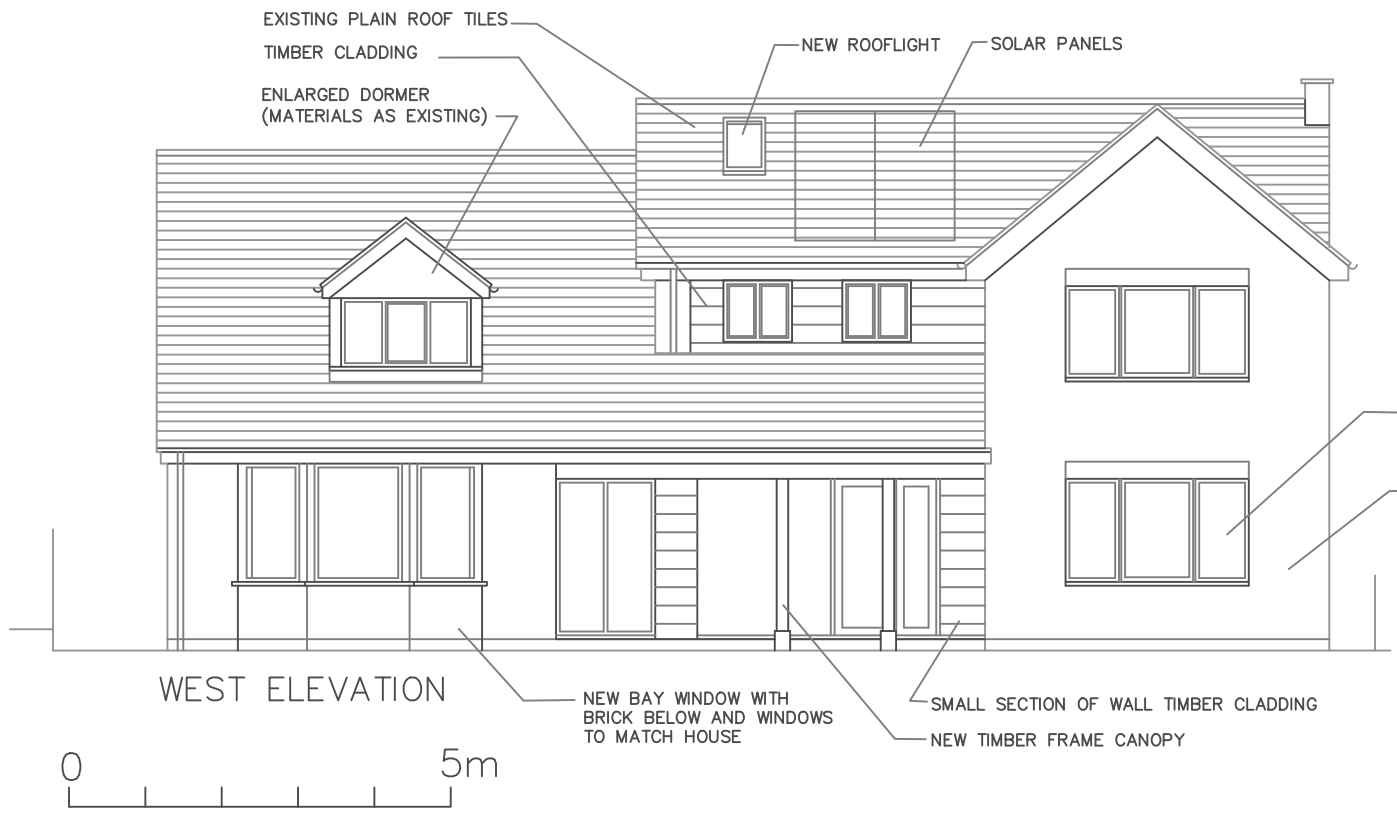 EXISTING PLAIN ROOF TILES
TIMBER CLADDING
ENLARGED DORMER
(MATERIALS AS EXISTING)
NEW ROOFLIGHT
SOLAR PANELS
WEST ELEVATION
NEW BAY WINDOW WITH
BRICK BELOW AND WINDOWS
TO MATCH HOUSE
SMALL SECTION OF WALL TIMBER CLADDING
NEW TIMBER FRAME CANOPY
0 5m